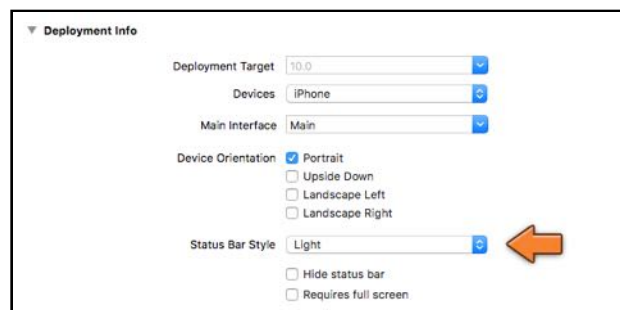 Deployment Info
Deployment Target 10.0
Devices iPhone
Main Interface Main
Device Orientation Portrait
Upside Down
Landscape Left
Landscape Right
Status Bar Style Light
Hide status bar
Requires full screen